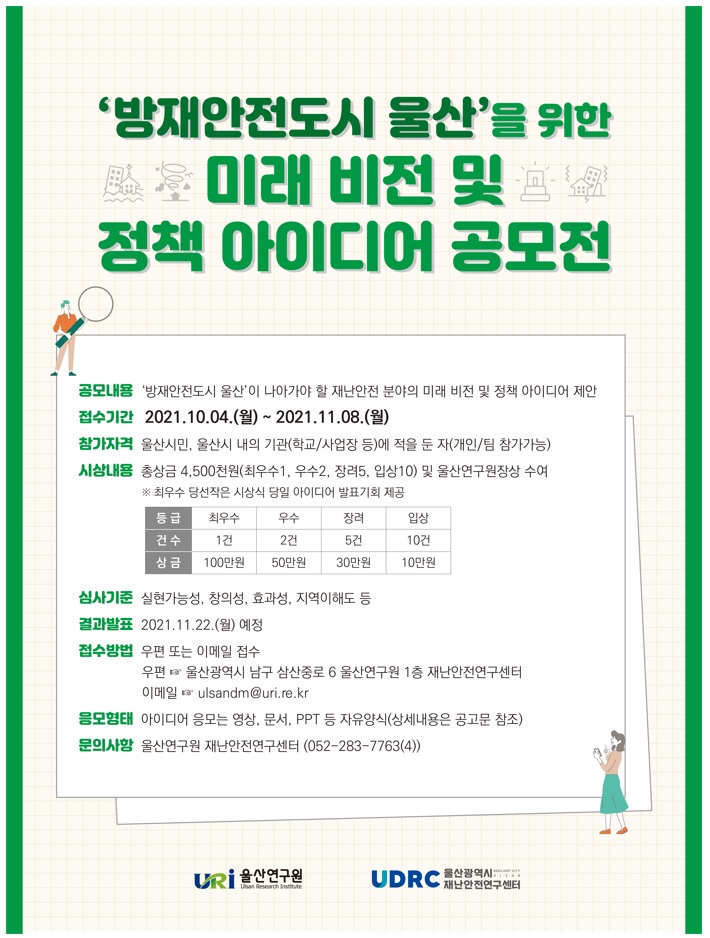 ‘방재안전도시 울산’을 위한
미래 비전 및
정책 아이디어 공모전
공모내용 ‘방재안전도시 울산’이 나아가야 할 재난안전 분야의 미래 비전 및 정책 아이디어 제안
접수기간 2021.10.04.(월) ~ 2021.11.08.(월)
참가자격 울산시민, 울산시 내의 기관(학교/사업장 등)에 적을 둔 자(개인/팀 참가가능)
시상내용 총상금 4,500천원(최우수1, 우수2, 장려5, 입상10) 및 울산연구원장상 수여
※ 최우수 당선작은 시상식 당일 아이디어 발표기회 제공
등 급 최우수 우수 장려 입상
건 수 1건 2건 5건 10건
상 금 100만원 50만원 30만원 10만원
심사기준 실현가능성, 창의성, 효과성, 지역이해도 등
결과발표 2021.11.22.(월) 예정
접수방법 우편 또는 이메일 접수
우편 ☞ 울산광역시 남구 삼산중로 6 울산연구원 1층 재난안전연구센터
이메일 ☞ ulsandm@uri.re.kr
응모형태 아이디어 응모는 영상, 문서, PPT 등 자유양식(상세내용은 공고문 참조)
문의사항 울산연구원 재난안전연구센터 (052-283-7763(4))
URi 울산연구원
Ulsan Research Institute
UDRC 울산광역시 RESILIENT CITY ULSAN
재난안전연구센터